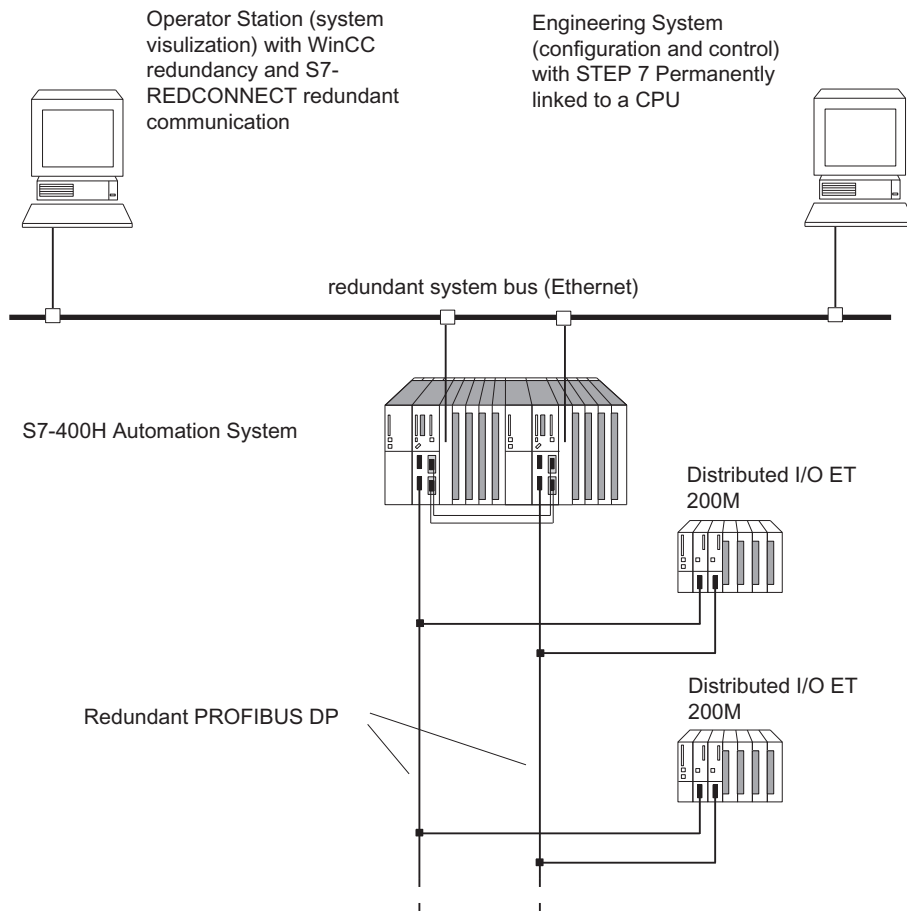 Operator Station (system
visulization) with WinCC
redundancy and S7-
REDCONNECT redundant
communication
Engineering System
(configuration and control)
with STEP 7 Permanently
linked to a CPU
redundant system bus (Ethernet)
S7-400H Automation System
Distributed I/O ET
200M
Distributed I/O ET
200M
Redundant PROFIBUS DP